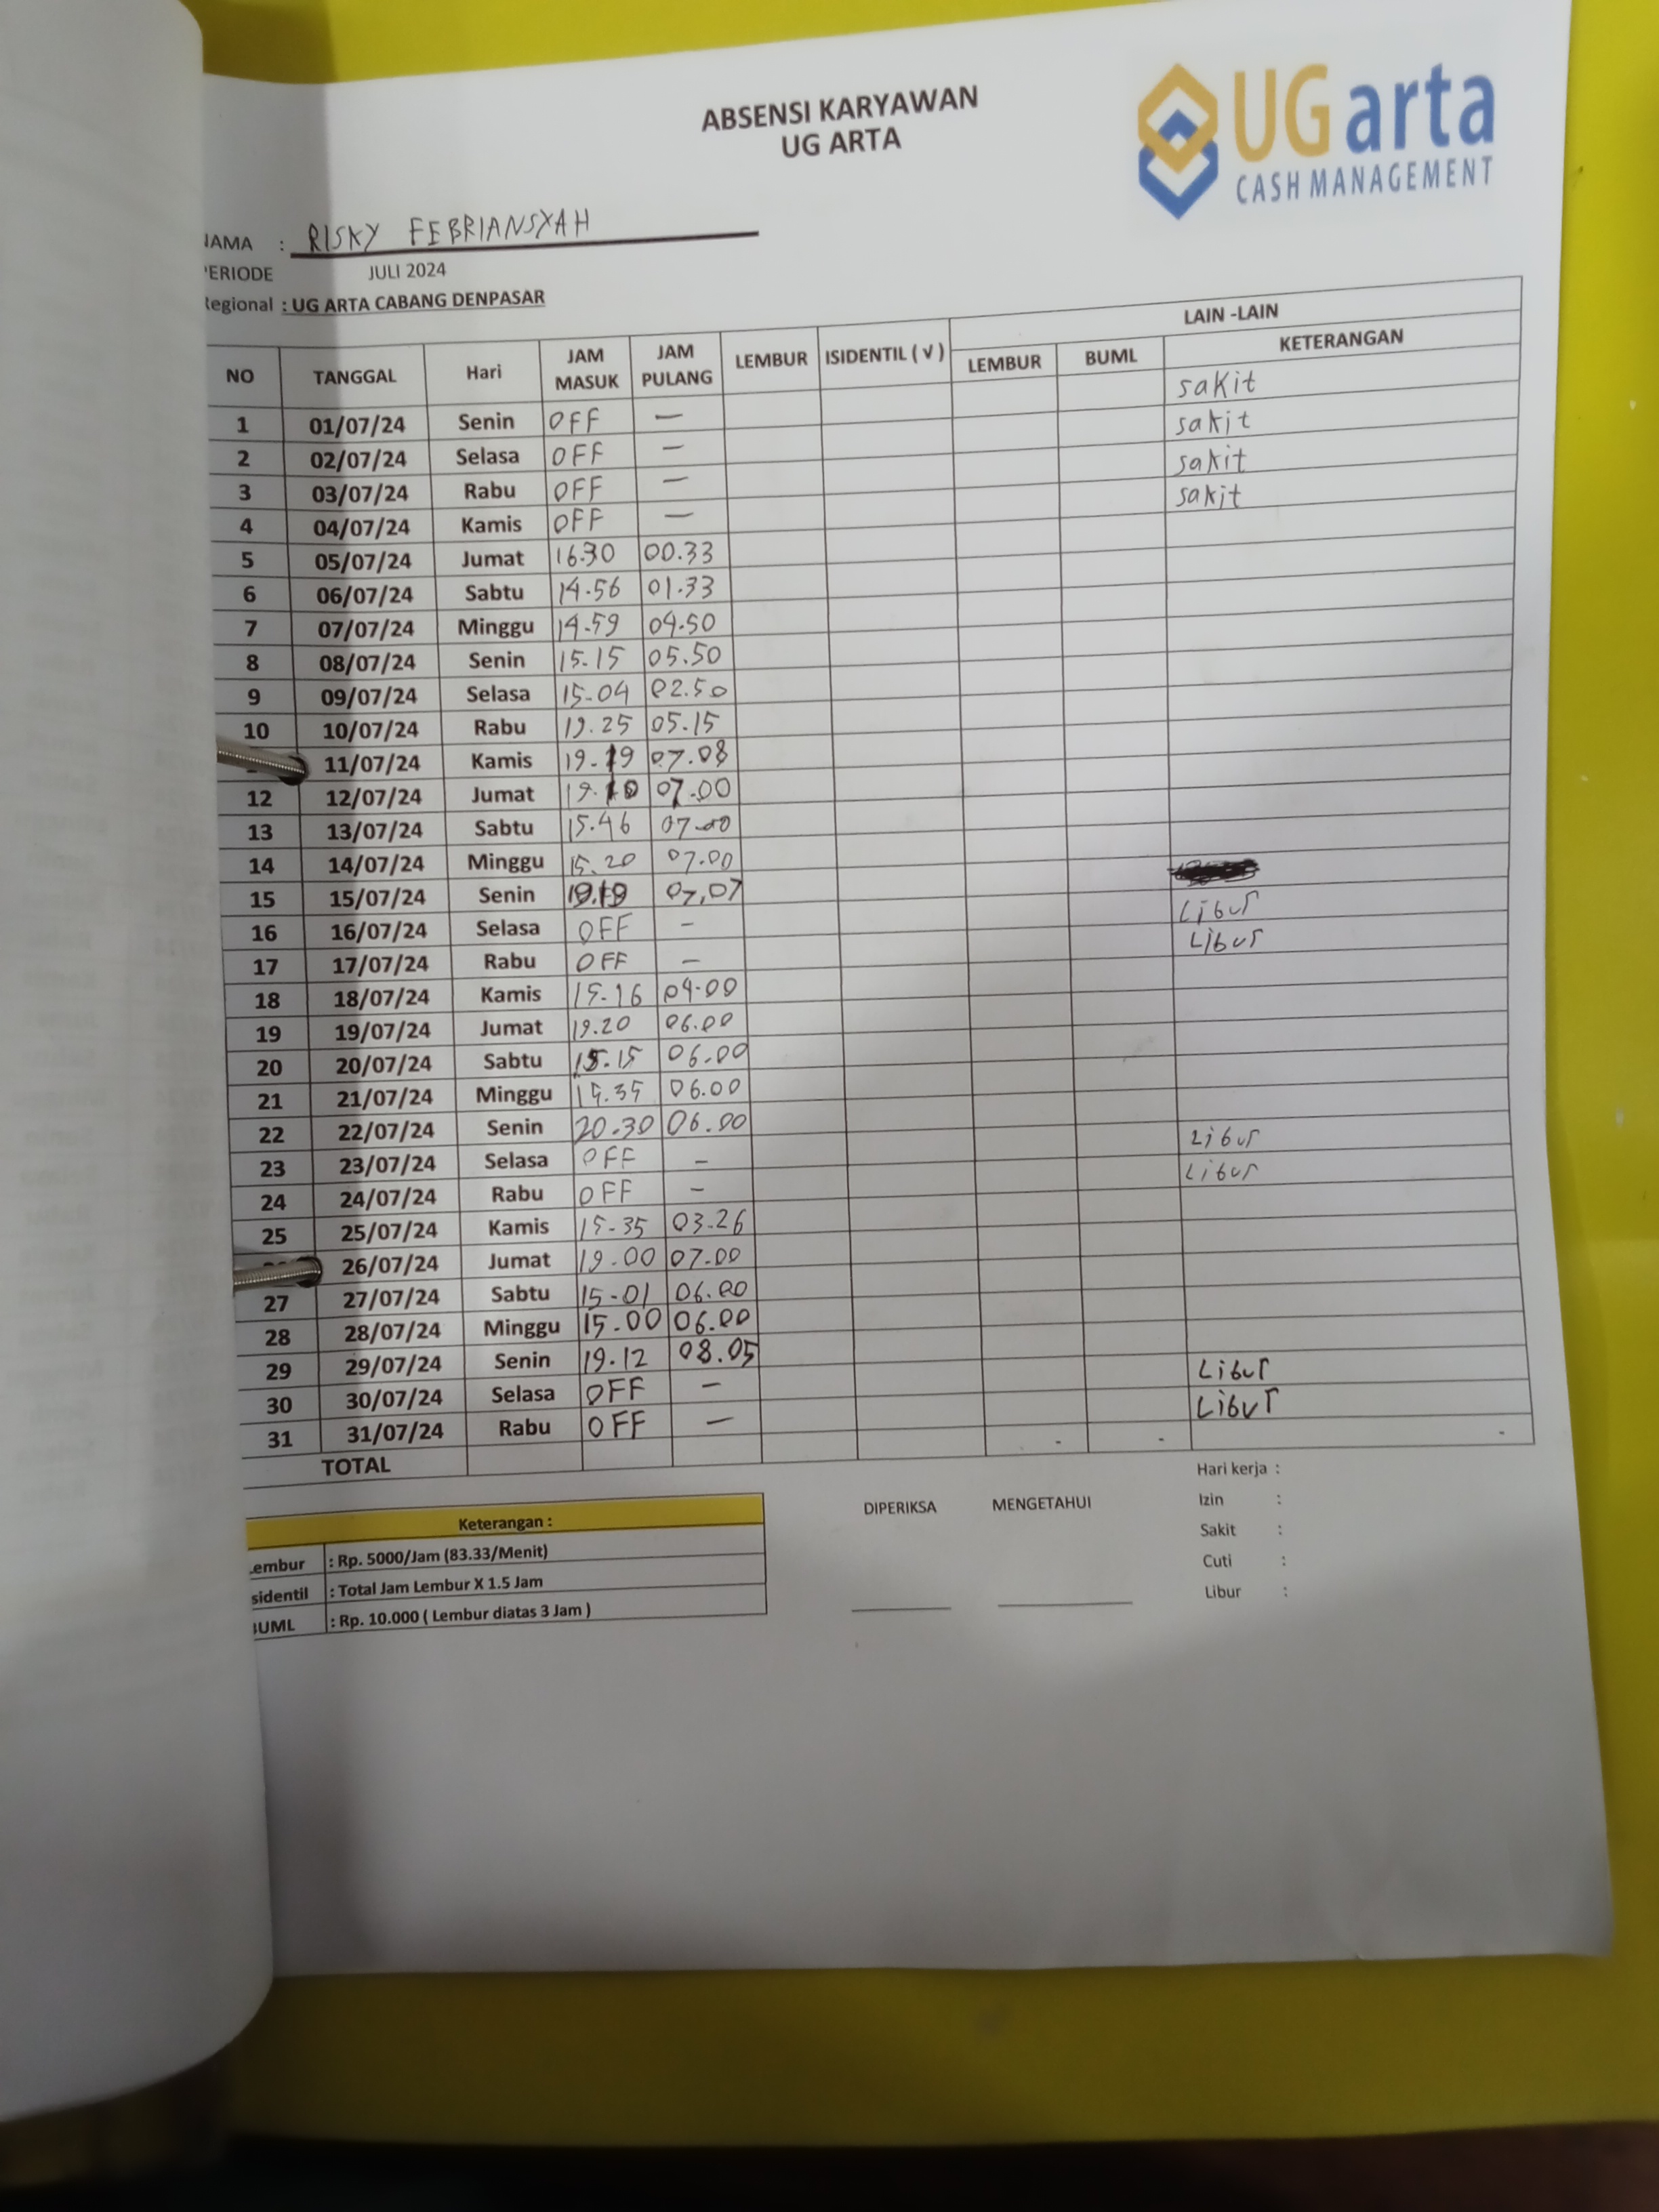 ABSENSI KARYAWAN
UG ARTA
UG arta
CASH MANAGEMENT
NAMA : RISKY FEBRIANSYAH
PERIODE JULI 2024
Regional : UG ARTA CABANG DENPASAR
NO TANGGAL Hari JAM MASUK JAM PULANG LEMBUR ISIDENTIL ( √ ) LAIN -LAIN
LEMBUR BUML KETERANGAN
1 01/07/24 Senin OFF — sakit
2 02/07/24 Selasa OFF — sakit
3 03/07/24 Rabu OFF — sakit
4 04/07/24 Kamis OFF — sakit
5 05/07/24 Jumat 16.30 00.33
6 06/07/24 Sabtu 14.56 01.33
7 07/07/24 Minggu 14.59 04.50
8 08/07/24 Senin 15.15 05.50
9 09/07/24 Selasa 15-04 02.50
10 10/07/24 Rabu 19.25 05.15
11/07/24 Kamis 19-19 07.08
12 12/07/24 Jumat 19.10 07.00
13 13/07/24 Sabtu 15.46 07.00
14 14/07/24 Minggu 15.20 07.00
15 15/07/24 Senin 07,07
16 16/07/24 Selasa OFF - Libur
17 17/07/24 Rabu OFF - Libur
18 18/07/24 Kamis 15-16 04.00
19 19/07/24 Jumat 19.20 06.00
20 20/07/24 Sabtu 15.15 06.00
21 21/07/24 Minggu 15.35 06.00
22 22/07/24 Senin 20.30 06.00
23 23/07/24 Selasa OFF - Libur
24 24/07/24 Rabu OFF - Libur
25 25/07/24 Kamis 15-35 03.26
26/07/24 Jumat 19.00 07.00
27 27/07/24 Sabtu 15-01 06.00
28 28/07/24 Minggu 15.00 06.00
29 29/07/24 Senin 19.12 08.05
30 30/07/24 Selasa OFF — Libur
31 31/07/24 Rabu OFF — Libur
TOTAL - - -
Keterangan :
Lembur : Rp. 5000/Jam (83.33/Menit)
Isidentil : Total Jam Lembur X 1.5 Jam
BUML : Rp. 10.000 ( Lembur diatas 3 Jam )
DIPERIKSA MENGETAHUI
Hari kerja :
Izin :
Sakit :
Cuti :
Libur :